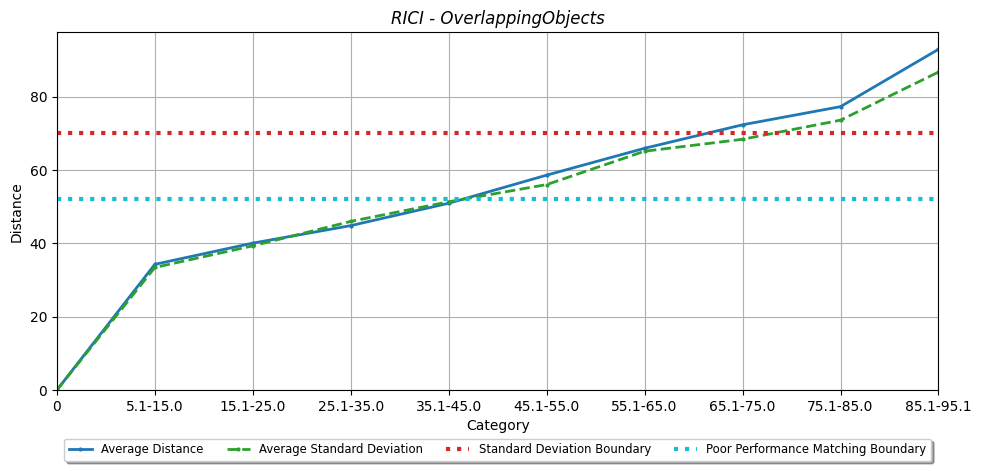 RICI - OverlappingObjects
Distance
80
60
40
20
0
0 5.1-15.0 15.1-25.0 25.1-35.0 35.1-45.0 45.1-55.0 55.1-65.0 65.1-75.0 75.1-85.0 85.1-95.1
Category
Average Distance Average Standard Deviation Standard Deviation Boundary Poor Performance Matching Boundary